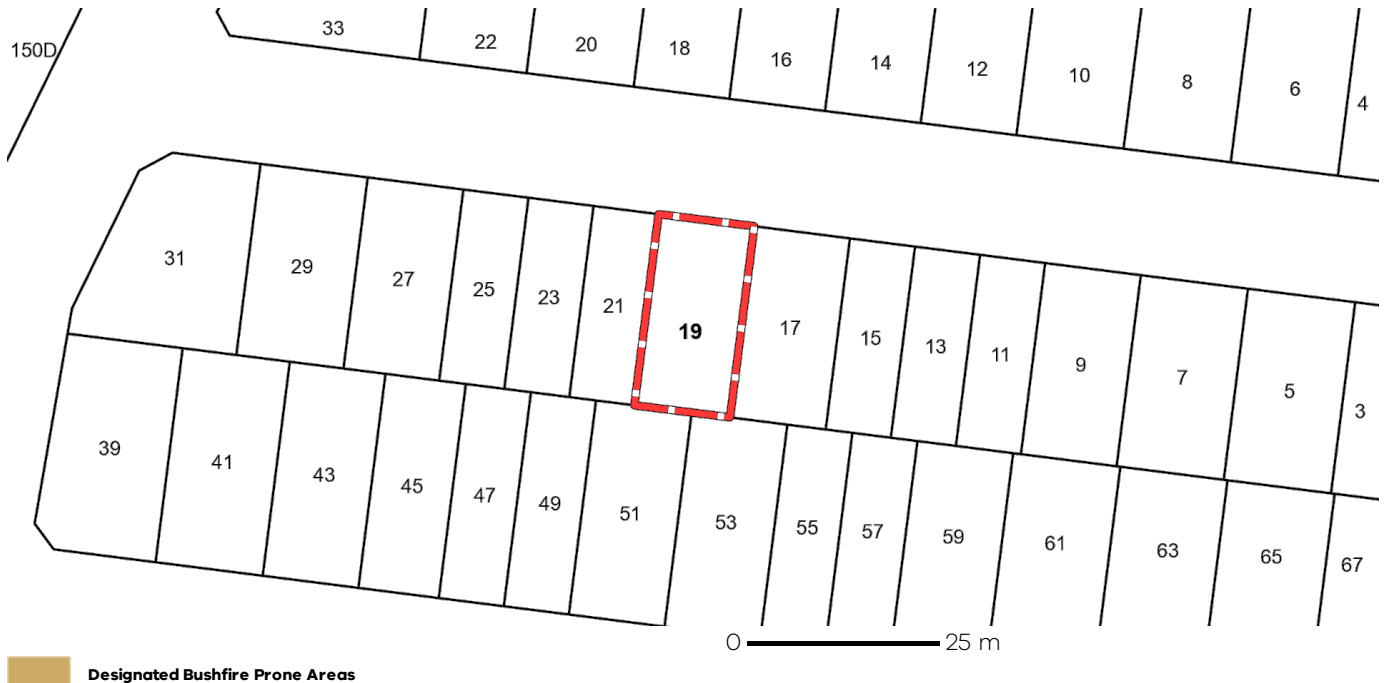 33 22 20 18 16 14 12 10 8 6 4
150D
31 29 27 25 23 21 19 17 15 13 11 9 7 5 3
39 41 43 45 47 49 51 53 55 57 59 61 63 65 67
0 25 m
Designated Bushfire Prone Areas